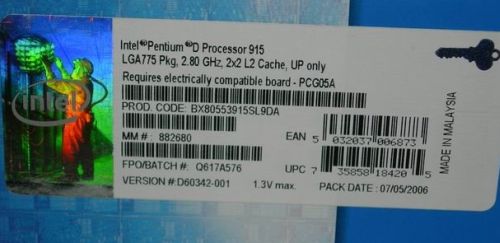 Intel®Pentium®D Processor 915
LGA775 Pkg, 2.80 GHz, 2x2 L2 Cache, UP only
Requires electrically compatible board - PCG05A
PROD. CODE: BX80553915SL9DA
MM# : 882680
EAN 5 032037 006873
FPO/BATCH #: Q617A576
UPC 7 35858 18420 5
VERSION #:D60342-001 1.3V max. PACK DATE : 07/05/2006
MADE IN MALAYSIA
intel